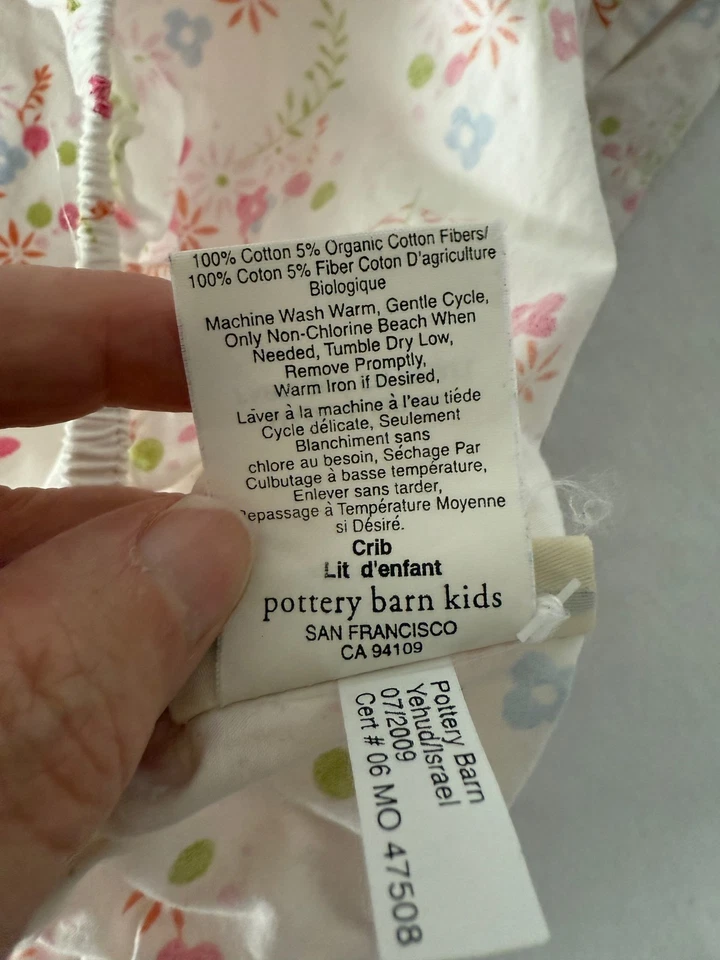 100% Cotton 5% Organic Cotton Fibers/
100% Coton 5% Fiber Coton D'agriculture
Biologique
Machine Wash Warm, Gentle Cycle,
Only Non-Chlorine Beach When
Needed, Tumble Dry Low,
Remove Promptly,
Warm Iron if Desired,
Laver à la machine à l'eau tiéde
Cycle délicate, Seulement
Blanchiment sans
chlore au besoin, Séchage Par
Culbutage à basse température,
Enlever sans tarder,
Repassage à Température Moyenne
si Désiré.
Crib
Lit d'enfant
pottery barn kids
SAN FRANCISCO
CA 94109
Pottery Barn
Yehud/Israel
07/2009
Cert # 06 MO 47508